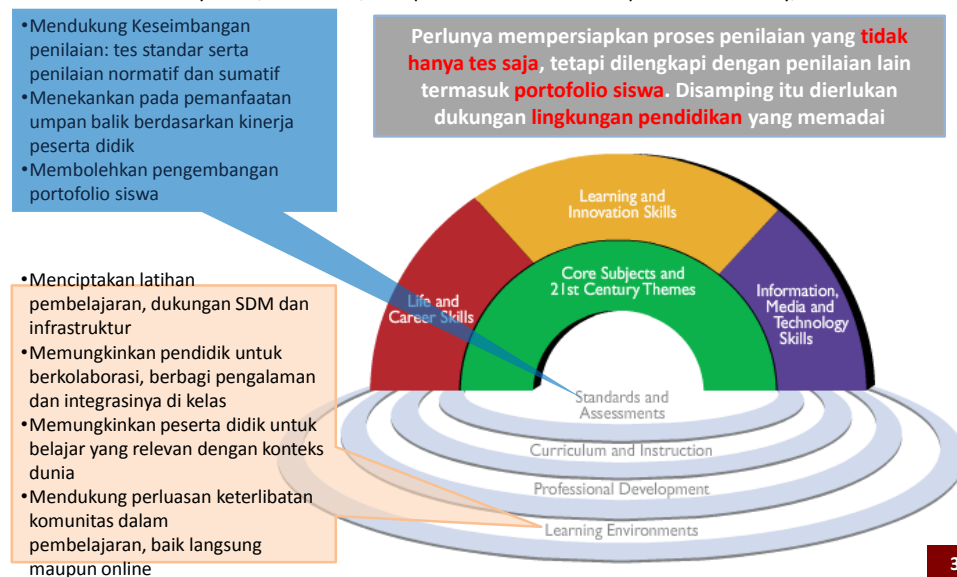 •Mendukung Keseimbangan
penilaian: tes standar serta
penilaian normatif dan sumatif
•Menekankan pada pemanfaatan
umpan balik berdasarkan kinerja
peserta didik
•Membolehkan pengembangan
portofolio siswa
Perlunya mempersiapkan proses penilaian yang tidak
hanya tes saja, tetapi dilengkapi dengan penilaian lain
termasuk portofolio siswa. Disamping itu dierlukan
dukungan lingkungan pendidikan yang memadai
Learning and
Innovation Skills
Core Subjects and
21st Century Themes
Life and
Career Skills
Information,
Media and
Technology
Skills
Standards and
Assessments
Curriculum and Instruction
Professional Development
Learning Environments
•Menciptakan latihan
pembelajaran, dukungan SDM dan
infrastruktur
•Memungkinkan pendidik untuk
berkolaborasi, berbagi pengalaman
dan integrasinya di kelas
•Memungkinkan peserta didik untuk
belajar yang relevan dengan konteks
dunia
•Mendukung perluasan keterlibatan
komunitas dalam
pembelajaran, baik langsung
maupun online
3